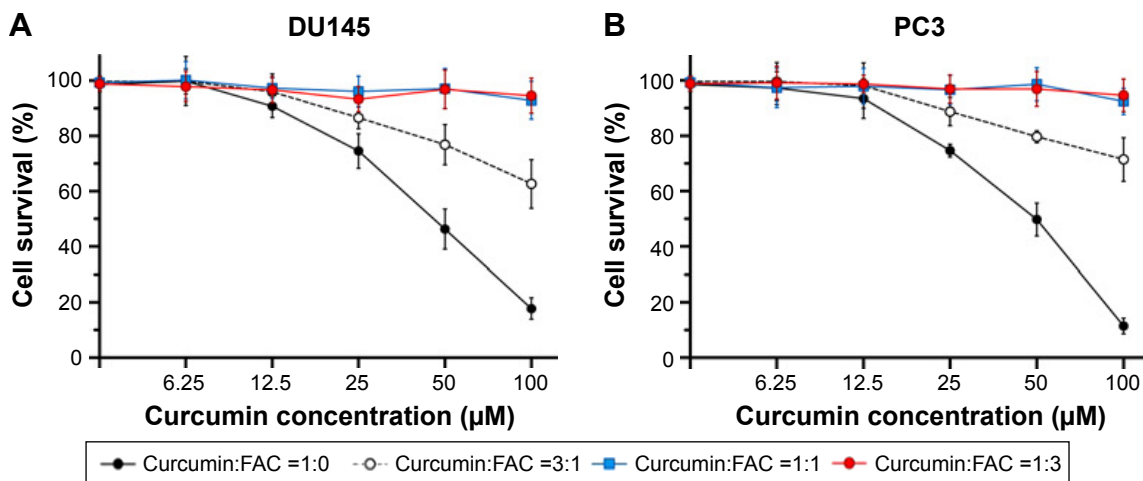 A
DU145
Cell survival (%)
100
80
60
40
20
0
6.25
12.5
25
50
100
Curcumin concentration (µM)
B
PC3
Cell survival (%)
100
80
60
40
20
0
6.25
12.5
25
50
100
Curcumin concentration (µM)
Curcumin:FAC =1:0 Curcumin:FAC =3:1 Curcumin:FAC =1:1 Curcumin:FAC =1:3